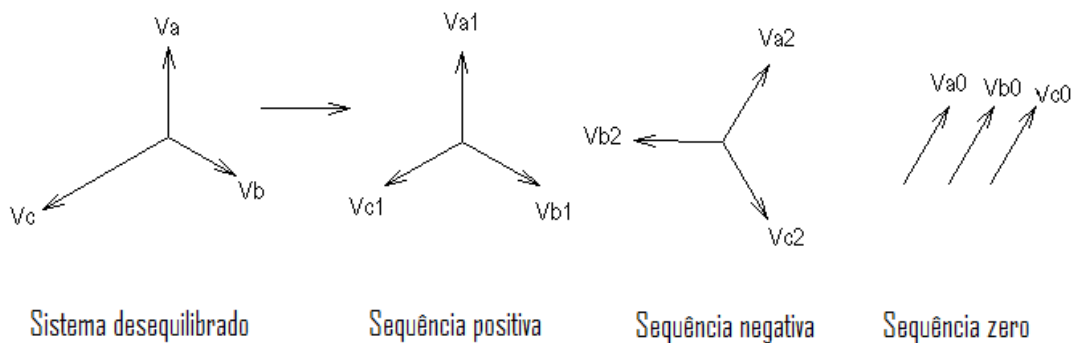 Va
Vb
Vc
Va1
Vc1
Vb1
Va2
Vb2
Vc2
Va0 Vb0 Vc0
Sistema desequilibrado
Sequência positiva
Sequência negativa
Sequência zero